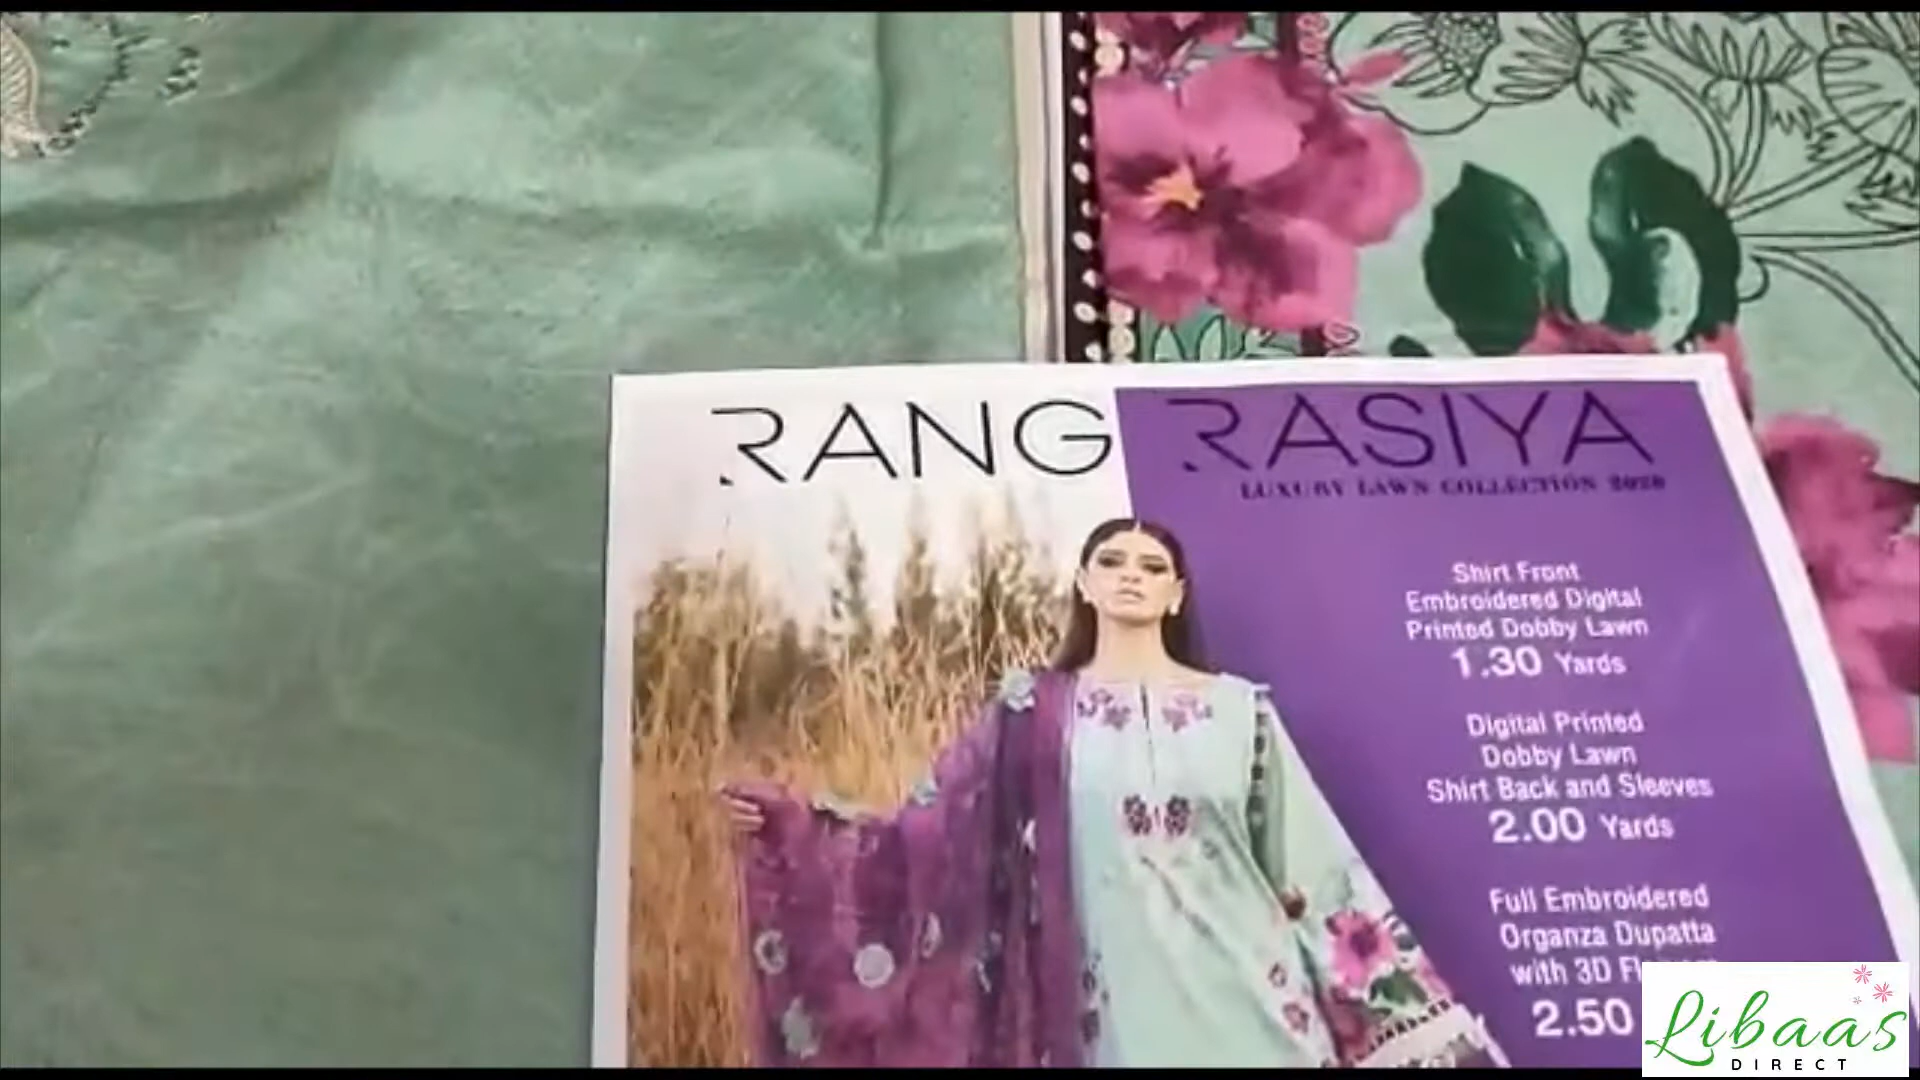 RANG RASIYA
LUXURY LAWN COLLECTION 2020
Shirt Front
Embroidered Digital
Printed Dobby Lawn
1.30 Yards
Digital Printed
Dobby Lawn
Shirt Back and Sleeves
2.00 Yards
Full Embroidered
Organza Dupatta
with 3D
2.50
Libaas
DIRECT